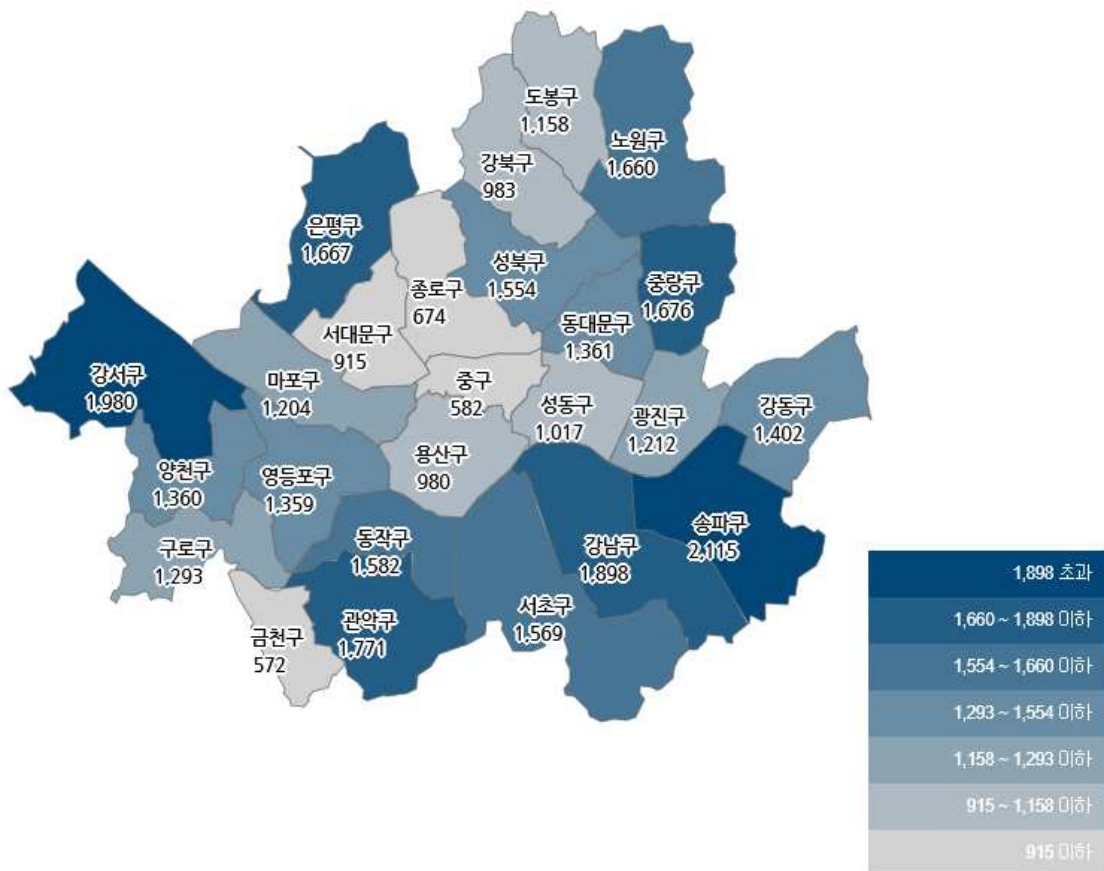 도봉구
1,158
노원구
1,660
강북구
983
은평구
1,667
성북구
1,554
중랑구
1,676
종로구
674
동대문구
1,361
서대문구
915
강서구
1,980
마포구
1,204
중구
582
성동구
1,017
광진구
1,212
강동구
1,402
용산구
980
양천구
1,360
영등포구
1,359
구로구
1,293
동작구
1,582
강남구
1,898
송파구
2,115
서초구
1,569
관악구
1,771
금천구
572
1,898 초과
1,660 ~ 1,898 이하
1,554 ~ 1,660 이하
1,293 ~ 1,554 이하
1,158 ~ 1,293 이하
915 ~ 1,158 이하
915 이하